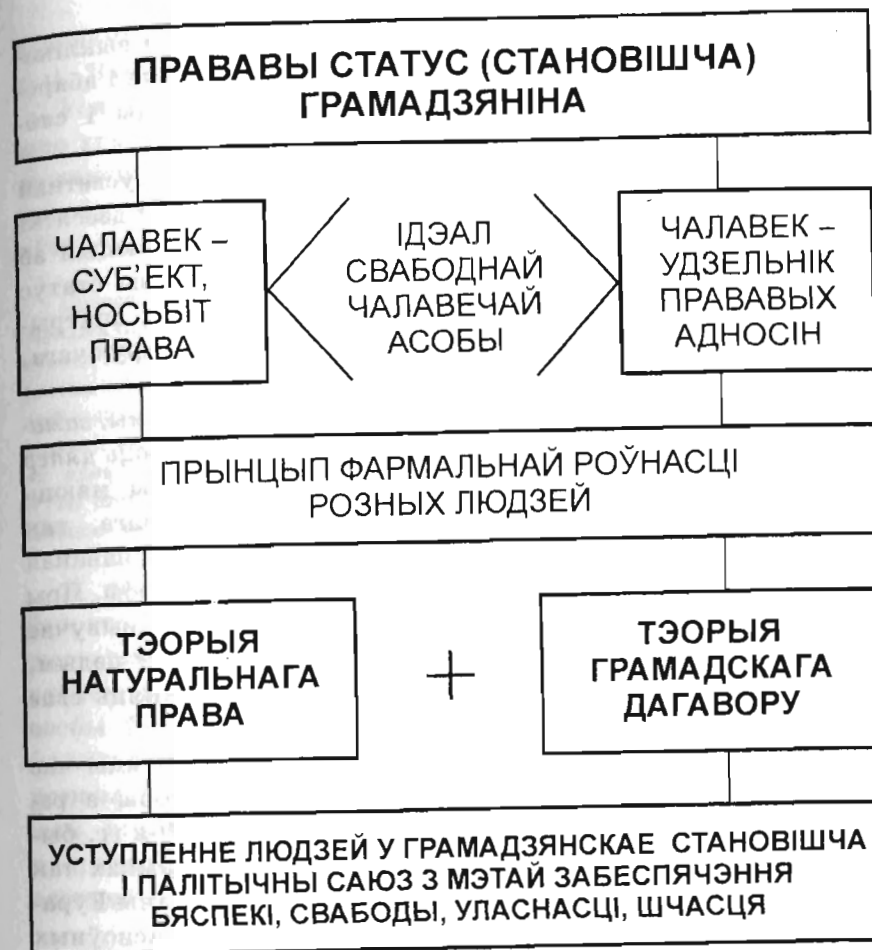 ПРАВАВЫ СТАТУС (СТАНОВІШЧА)
ГРАМАДЗЯНІНА
ЧАЛАВЕК –
СУБ’ЕКТ,
НОСЬБІТ
ПРАВА
ІДЭАЛ
СВАБОДНАЙ
ЧАЛАВЕЧАЙ
АСОБЫ
ЧАЛАВЕК –
УДЗЕЛЬНІК
ПРАВАВЫХ
АДНОСІН
ПРЫНЦЫП ФАРМАЛЬНАЙ РОЎНАСЦІ
РОЗНЫХ ЛЮДЗЕЙ
ТЭОРЫЯ
НАТУРАЛЬНАГА
ПРАВА
+
ТЭОРЫЯ
ГРАМАДСКАГА
ДАГАВОРУ
УСТУПЛЕННЕ ЛЮДЗЕЙ У ГРАМАДЗЯНСКАЕ СТАНОВІШЧА
І ПАЛІТЫЧНЫ САЮЗ З МЭТАЙ ЗАБЕСПЯЧЭННЯ
БЯСПЕКІ, СВАБОДЫ, УЛАСНАСЦІ, ШЧАСЦЯ